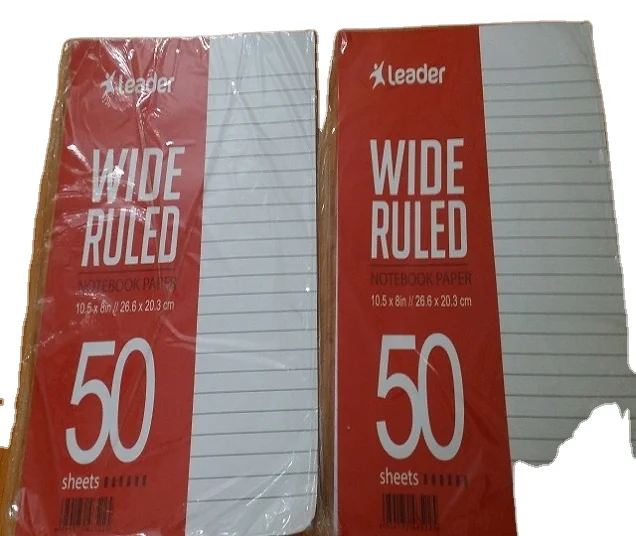 Leader
WIDE
RULED
NOTEBOOK PAPER
10.5 x 8in // 26.6 x 20.3 cm
50
sheets
Leader
WIDE
RULED
NOTEBOOK PAPER
10.5 x 8in // 26.6 x 20.3 cm
50
sheets